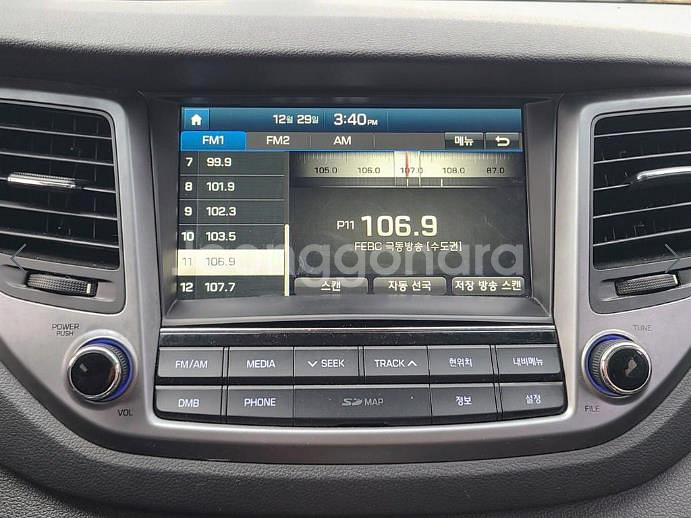 12월 29일 3:40 PM
FM1 FM2 AM 메뉴
7 99.9
8 101.9
9 102.3
10 103.5
11 106.9
12 107.7
105.0 106.0 107.0 108.0 87.0
P11 106.9
FEBC 극동방송 [수도권]
Joonggonara
스캔 자동 선국 저장 방송 스캔
POWER
PUSH
VOL
TUNE
FILE
FM/AM MEDIA SEEK TRACK 현위치 내비메뉴
DMB PHONE SD MAP 정보 설정